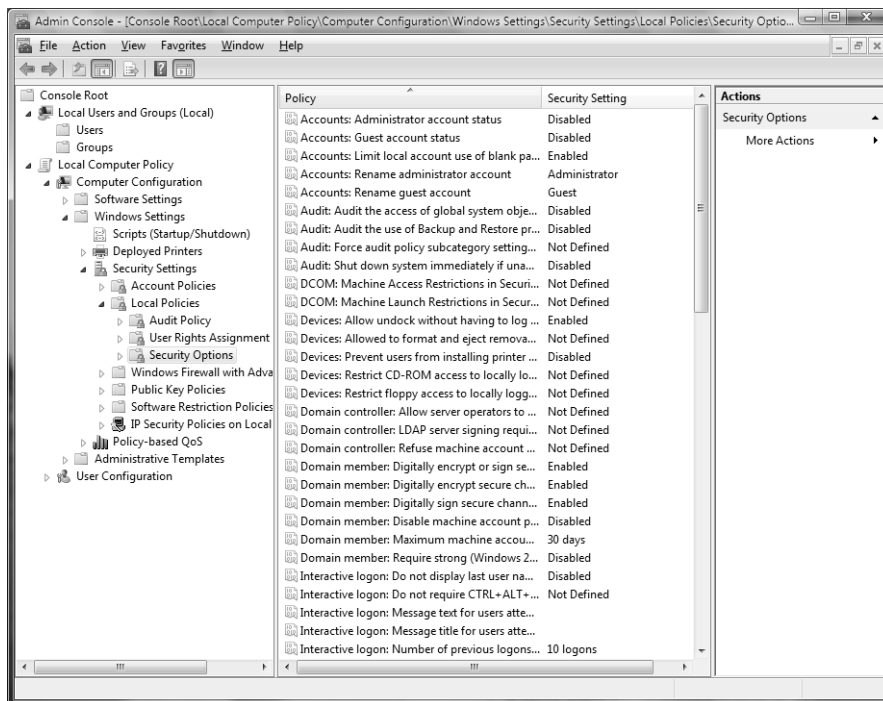 Admin Console - [Console Root\Local Computer Policy\Computer Configuration\Windows Settings\Security Settings\Local Policies\Security Optio...
File Action View Favorites Window Help
Console Root
Local Users and Groups (Local)
Users
Groups
Local Computer Policy
Computer Configuration
Software Settings
Windows Settings
Scripts (Startup/Shutdown)
Deployed Printers
Security Settings
Account Policies
Local Policies
Audit Policy
User Rights Assignment
Security Options
Windows Firewall with Adva
Public Key Policies
Software Restriction Policies
IP Security Policies on Local
Policy-based QoS
Administrative Templates
User Configuration
Policy Security Setting
Accounts: Administrator account status Disabled
Accounts: Guest account status Disabled
Accounts: Limit local account use of blank pa... Enabled
Accounts: Rename administrator account Administrator
Accounts: Rename guest account Guest
Audit: Audit the access of global system obje... Disabled
Audit: Audit the use of Backup and Restore pr... Disabled
Audit: Force audit policy subcategory setting... Not Defined
Audit: Shut down system immediately if una... Disabled
DCOM: Machine Access Restrictions in Securi... Not Defined
DCOM: Machine Launch Restrictions in Secur... Not Defined
Devices: Allow undock without having to log ... Enabled
Devices: Allowed to format and eject remova... Not Defined
Devices: Prevent users from installing printer ... Disabled
Devices: Restrict CD-ROM access to locally lo... Not Defined
Devices: Restrict floppy access to locally logg... Not Defined
Domain controller: Allow server operators to ... Not Defined
Domain controller: LDAP server signing requi... Not Defined
Domain controller: Refuse machine account ... Not Defined
Domain member: Digitally encrypt or sign se... Enabled
Domain member: Digitally encrypt secure ch... Enabled
Domain member: Digitally sign secure chann... Enabled
Domain member: Disable machine account p... Disabled
Domain member: Maximum machine accou... 30 days
Domain member: Require strong (Windows 2... Disabled
Interactive logon: Do not display last user na... Disabled
Interactive logon: Do not require CTRL+ALT+... Not Defined
Interactive logon: Message text for users atte...
Interactive logon: Message title for users atte...
Interactive logon: Number of previous logons... 10 logons
Actions
Security Options
More Actions